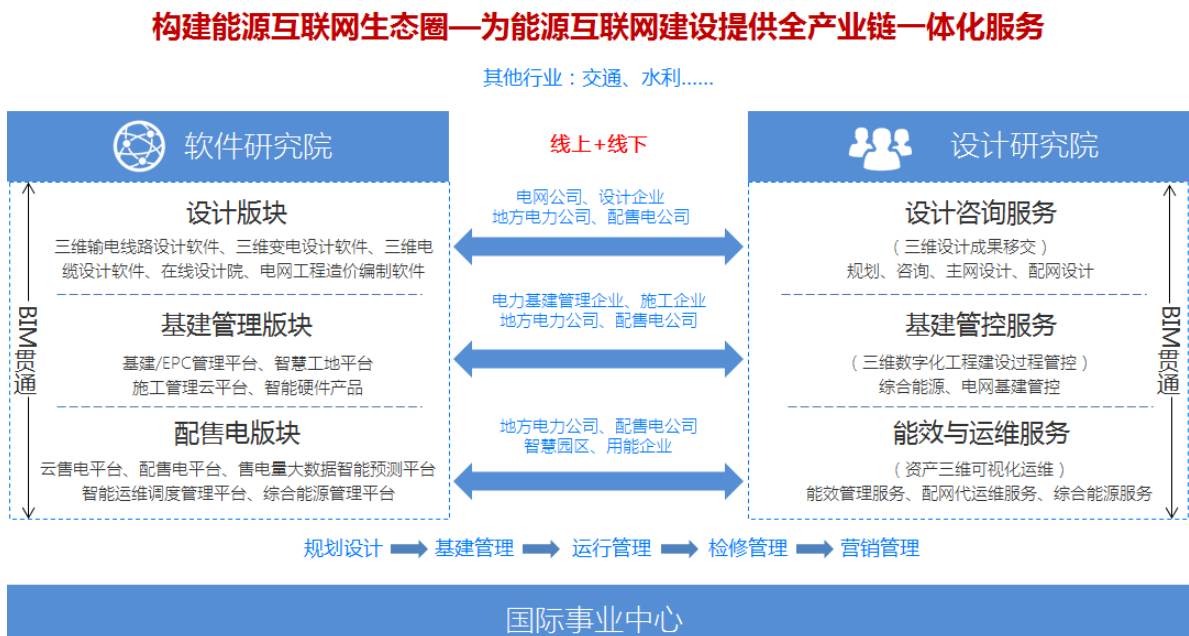 构建能源互联网生态圈—为能源互联网建设提供全产业链一体化服务
其他行业：交通、水利......
软件研究院
线上+线下
设计研究院
BIM贯通
设计版块
三维输电线路设计软件、三维变电设计软件、三维电
缆设计软件、在线设计院、电网工程造价编制软件
基建管理版块
基建/EPC管理平台、智慧工地平台
施工管理云平台、智能硬件产品
配售电版块
云售电平台、配售电平台、售电量大数据智能预测平台
智能运维调度管理平台、综合能源管理平台
电网公司、设计企业
地方电力公司、配售电公司
电力基建管理企业、施工企业
地方电力公司、配售电公司
地方电力公司、配售电公司
智慧园区、用能企业
设计咨询服务
（三维设计成果移交）
规划、咨询、主网设计、配网设计
基建管控服务
（三维数字化工程建设过程管控）
综合能源、电网基建管控
能效与运维服务
（资产三维可视化运维）
能效管理服务、配网代运维服务、综合能源服务
BIM贯通
规划设计 基建管理 运行管理 检修管理 营销管理
国际事业中心